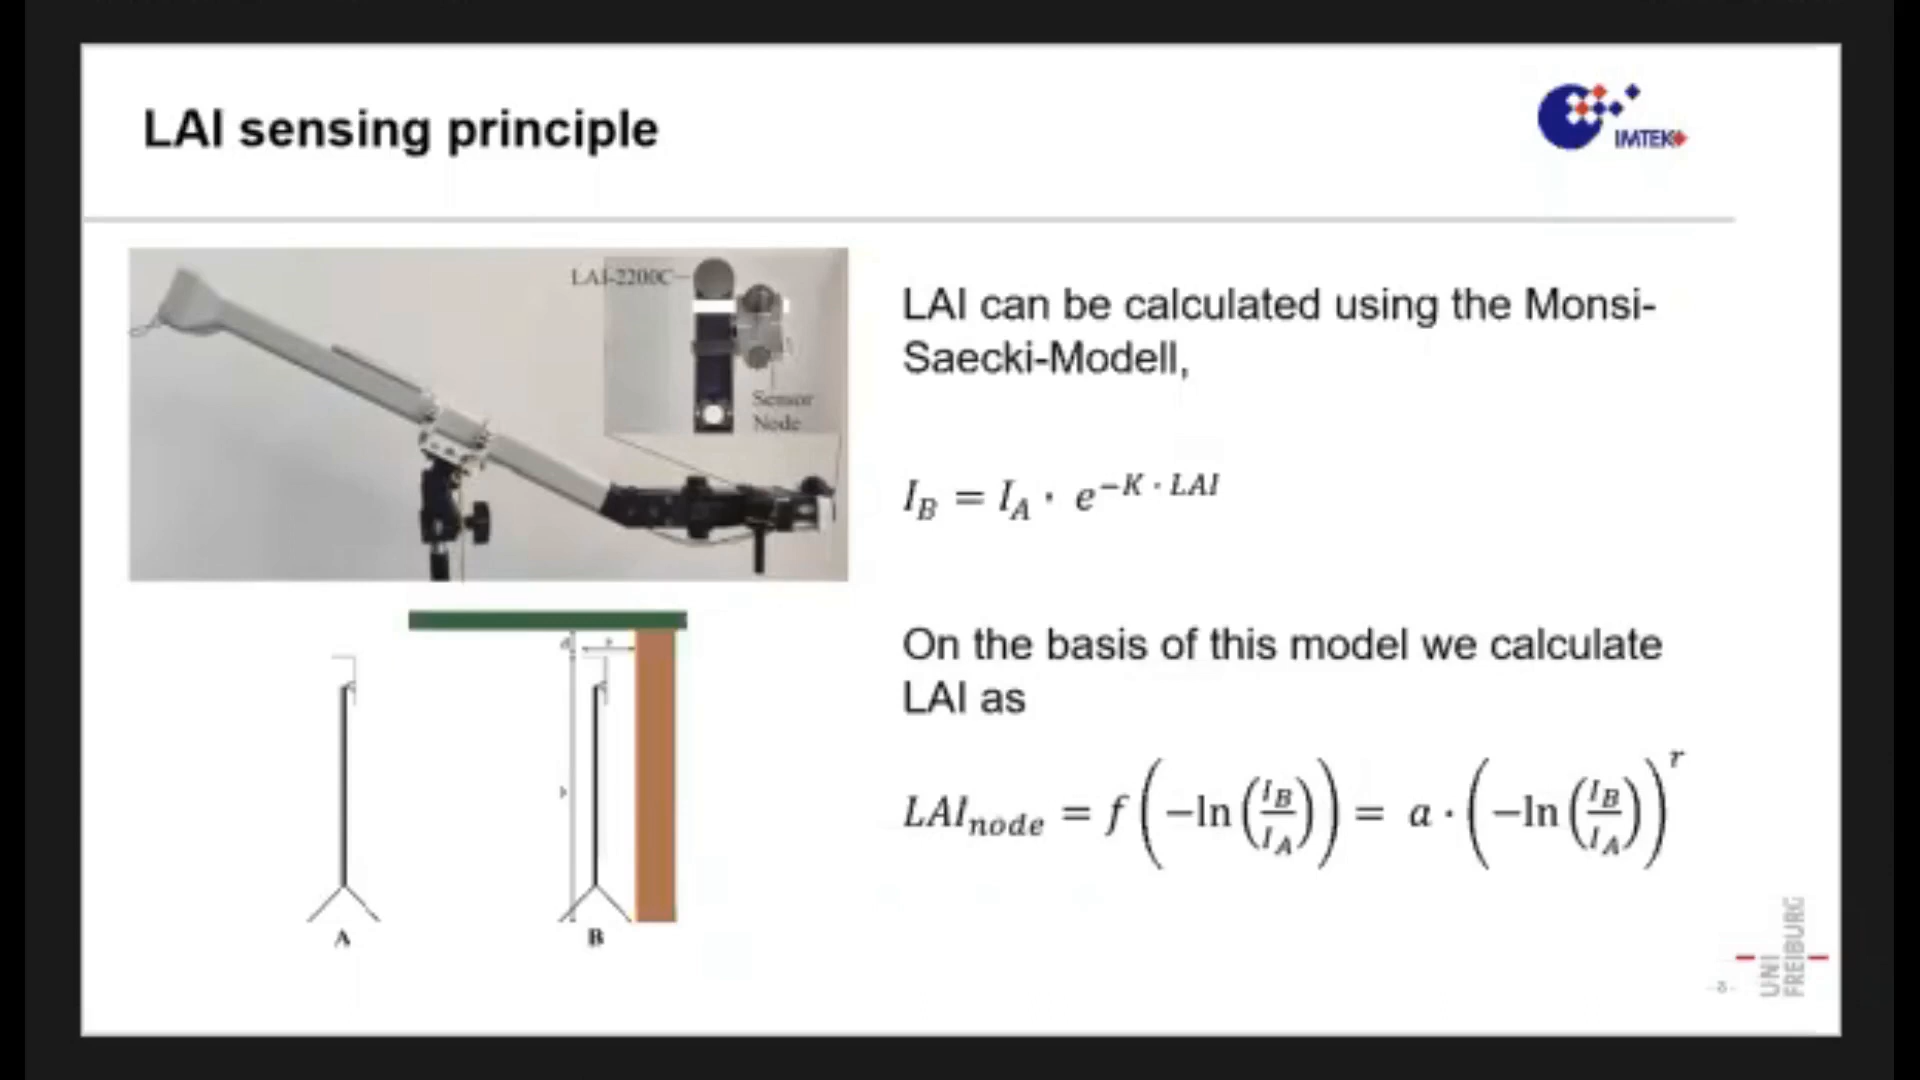 LAI sensing principle
IMTEK
LAI-2200C
Sensor
Node
LAI can be calculated using the Monsi-
Saecki-Modell,
I_B = I_A · e^{-K · LAI}
On the basis of this model we calculate
LAI as
LAI_{node} = f(-ln(I_B/I_A)) = a · (-ln(I_B/I_A))^r
A
B
UNI
FREIBURG